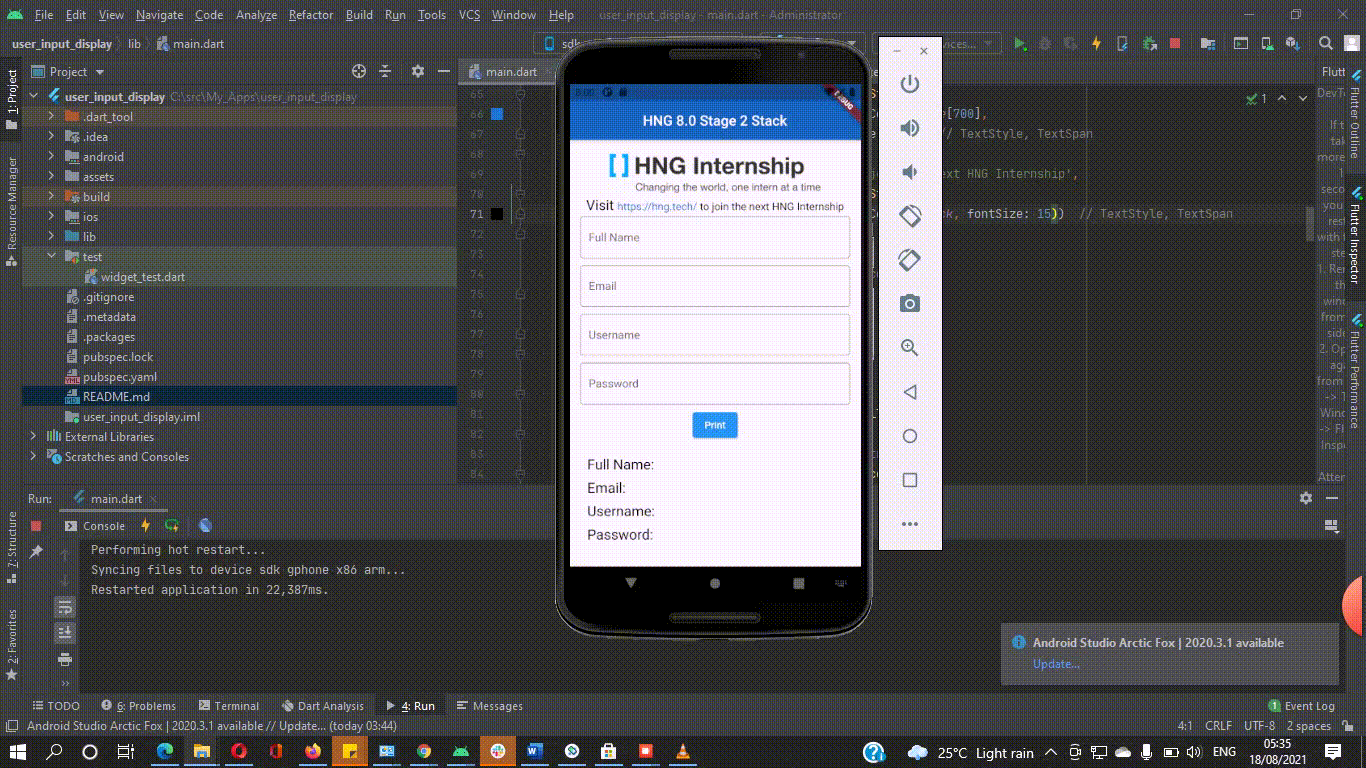 File Edit View Navigate Code Analyze Refactor Build Run Tools VCS Window Help user_input_display - main.dart - Administrator
user_input_display lib main.dart
Project
main.dart
user_input_display C:\src\My_Apps\user_input_display
.dart_tool
.idea
android
assets
build
ios
lib
test
widget_test.dart
.gitignore
.metadata
.packages
pubspec.lock
pubspec.yaml
README.md
user_input_display.iml
External Libraries
Scratches and Consoles
1: Project
Resource Manager
7: Structure
2: Favorites
65
66 [700],
67 // TextStyle, TextSpan
68
69 ext HNG Internship',
70
71 k, fontSize: 15)) // TextStyle, TextSpan
72
73
74
75
76
77
78
79
80
81
82
83
84
1
DEBUG
HNG 8.0 Stage 2 Stack
[ ] HNG Internship
Changing the world, one intern at a time
Visit https://hng.tech/ to join the next HNG Internship
Full Name
Email
Username
Password
Print
Full Name:
Email:
Username:
Password:
Flutter Outline
Flutter Inspector
Flutter Performance
Run: main.dart
Console
Performing hot restart...
Syncing files to device sdk gphone x86 arm...
Restarted application in 22,387ms.
Android Studio Arctic Fox | 2020.3.1 available
Update...
TODO 6: Problems Terminal Dart Analysis 4: Run Messages 1 Event Log
Android Studio Arctic Fox | 2020.3.1 available // Update... (today 03:44) 4:1 CRLF UTF-8 2 spaces
25°C Light rain ENG 05:35
18/08/2021